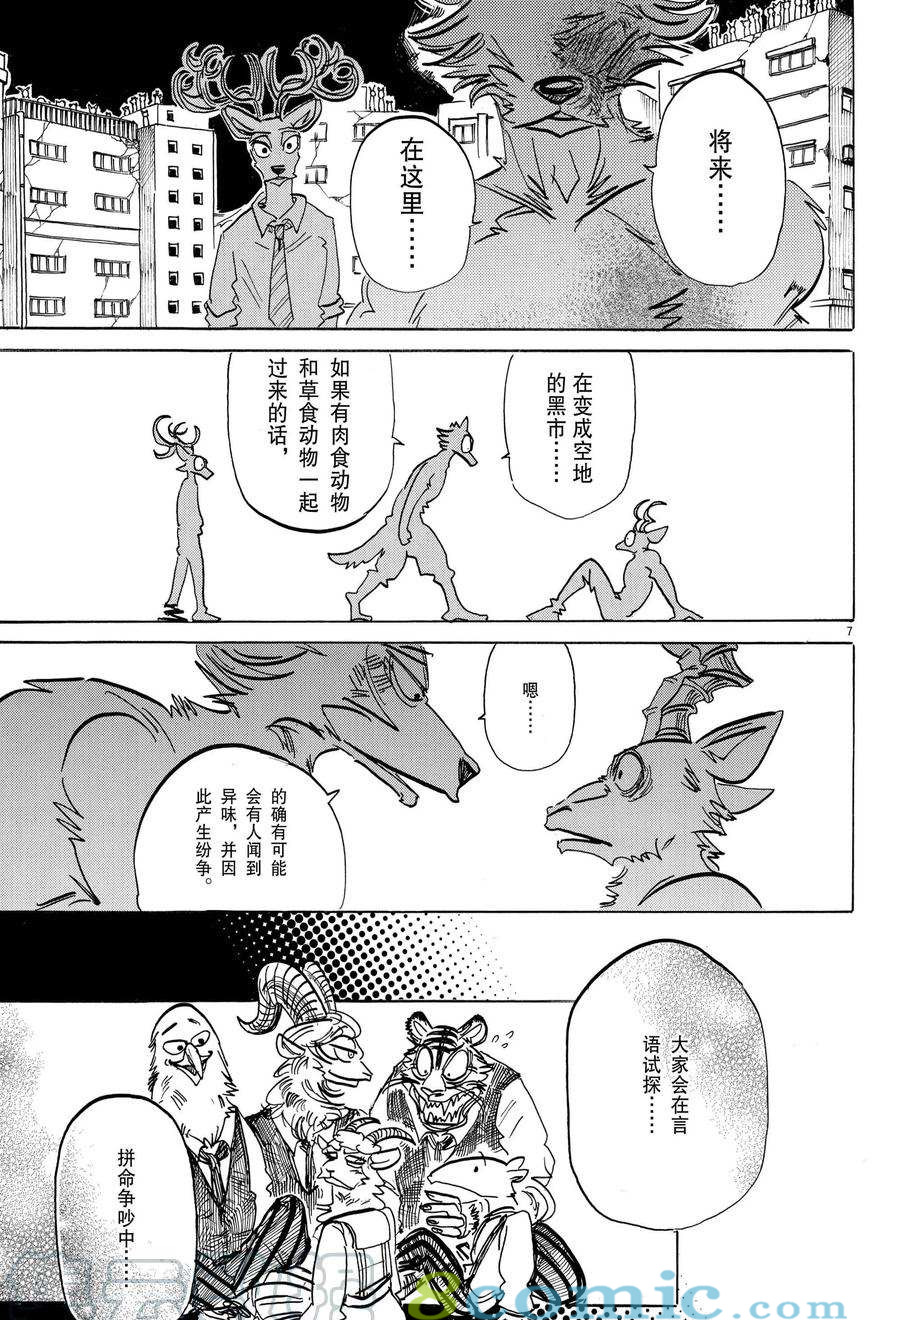 将来……
在这里……
在变成空地
的黑市……
如果有肉食动物
和草食动物一起
过来的话，
7
嗯……
的确有可能
会有人闻到
异味，并因
此产生纷争。
大家会在言
语试探……
拼命争吵中……
8comic.com